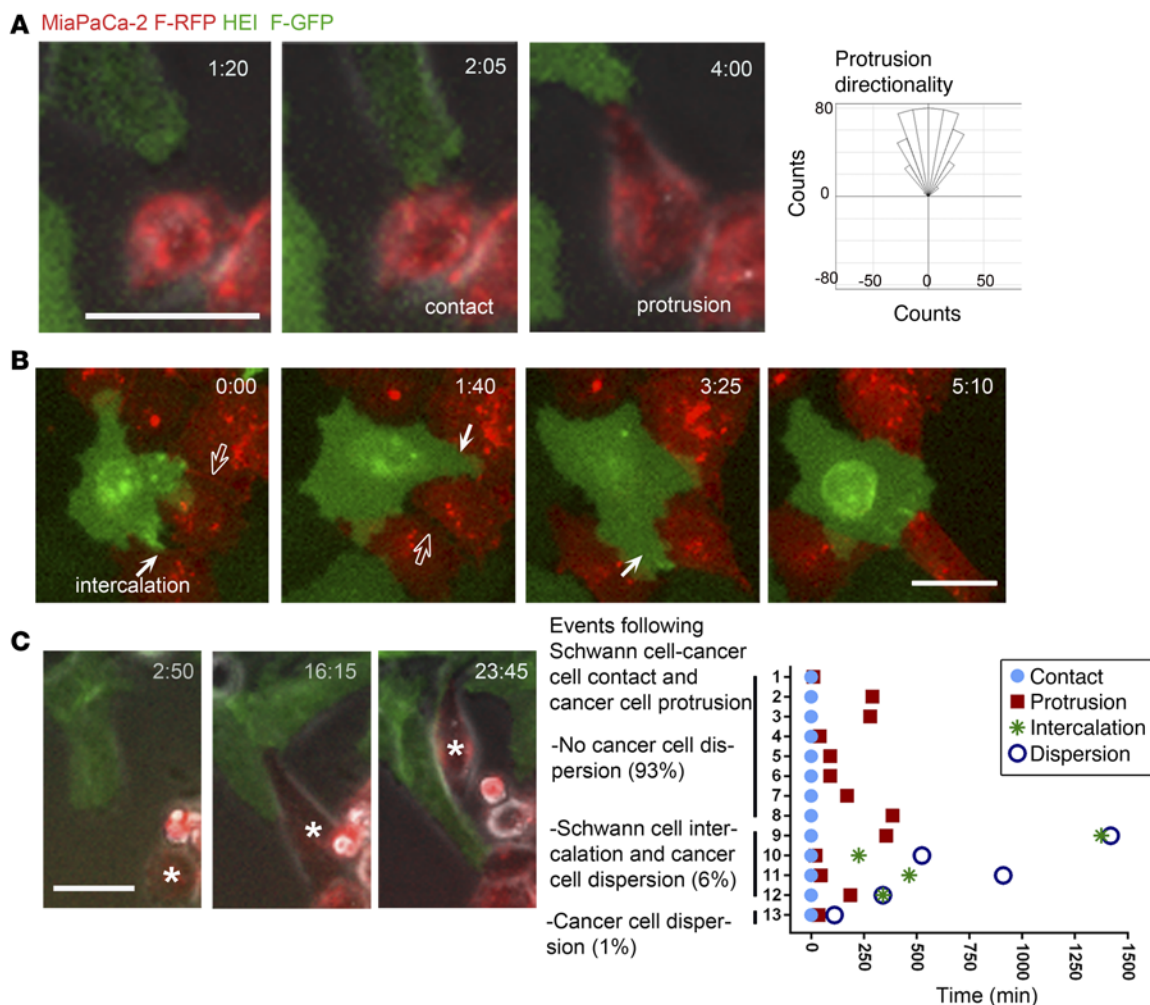 MiaPaCa-2 F-RFP HEI F-GFP
A
1:20
2:05
contact
4:00
protrusion
Protrusion
directionality
80
0
-80
Counts
-50
0
50
Counts
B
0:00
intercalation
1:40
3:25
5:10
C
2:50
*
16:15
*
23:45
*
Events following
Schwann cell-cancer
cell contact and
cancer cell protrusion
-No cancer cell dis-
persion (93%)
-Schwann cell inter-
calation and cancer
cell dispersion (6%)
-Cancer cell disper-
sion (1%)
1
2
3
4
5
6
7
8
9
10
11
12
13
0
250
500
750
1000
1250
1500
Time (min)
Contact
Protrusion
Intercalation
Dispersion